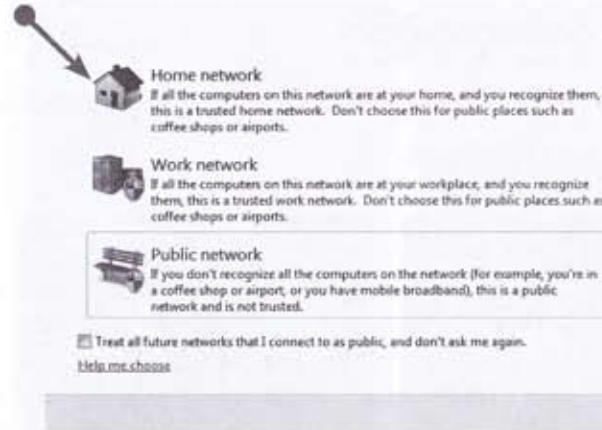 Home network
If all the computers on this network are at your home, and you recognize them,
this is a trusted home network. Don't choose this for public places such as
coffee shops or airports.
Work network
If all the computers on this network are at your workplace, and you recognize
them, this is a trusted work network. Don't choose this for public places such as
coffee shops or airports.
Public network
If you don't recognize all the computers on the network (for example, you're in
a coffee shop or airport, or you have mobile broadband), this is a public
network and is not trusted.
Treat all future networks that I connect to as public, and don't ask me again.
Help me choose